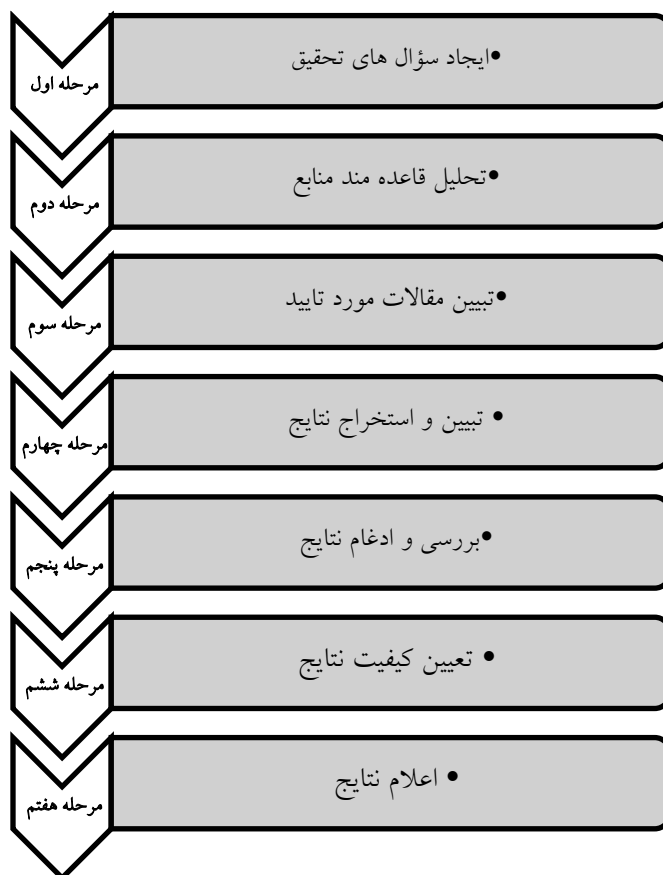 •ایجاد سؤال های تحقیق
مرحله اول
•تحلیل قاعده مند منابع
مرحله دوم
•تبیین مقالات مورد تایید
مرحله سوم
• تبیین و استخراج نتایج
مرحله چهارم
•بررسی و ادغام نتایج
مرحله پنجم
• تعیین کیفیت نتایج
مرحله ششم
• اعلام نتایج
مرحله هفتم